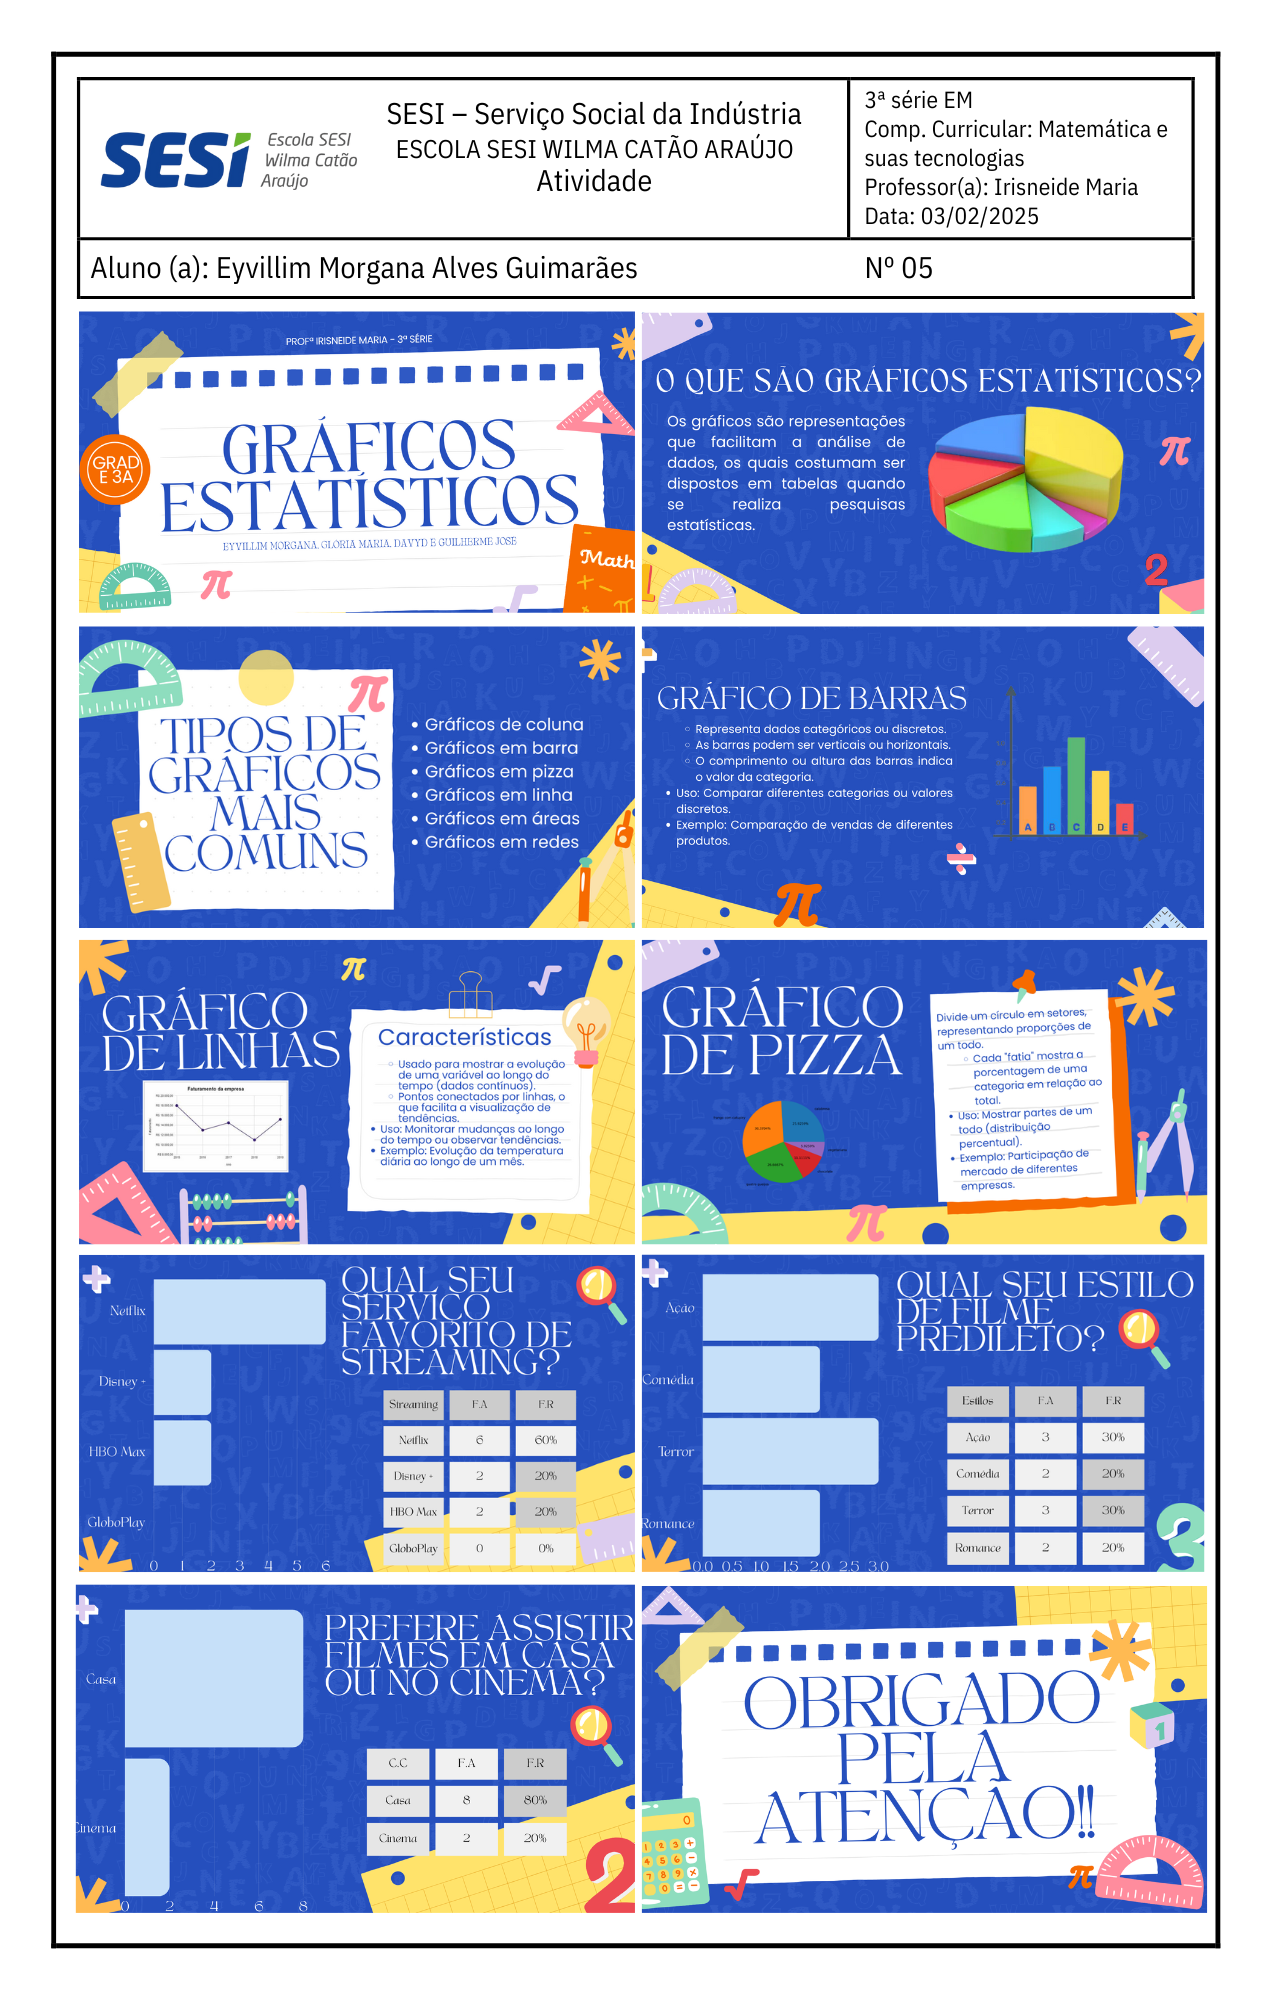 SESI
Escola SESI
Wilma Catão
Araújo
SESI – Serviço Social da Indústria
ESCOLA SESI WILMA CATÃO ARAÚJO
Atividade
3ª série EM
Comp. Curricular: Matemática e
suas tecnologias
Professor(a): Irisneide Maria
Data: 03/02/2025
Aluno (a): Eyvillim Morgana Alves Guimarães
Nº 05
PROFª IRISNEIDE MARIA - 3ª SÉRIE
GRÁFICOS
ESTATÍSTICOS
GRAD
E 3A
EYVILLIM MORGANA, GLORIA MARIA, DAVYD E GUILHERME JOSE
Math
π
O QUE SÃO GRÁFICOS ESTATÍSTICOS?
Os gráficos são representações
que facilitam a análise de
dados, os quais costumam ser
dispostos em tabelas quando
se realiza pesquisas
estatísticas.
π
2
TIPOS DE
GRÁFICOS
MAIS
COMUNS
π
• Gráficos de coluna
• Gráficos em barra
• Gráficos em pizza
• Gráficos em linha
• Gráficos em áreas
• Gráficos em redes
GRÁFICO DE BARRAS
◦ Representa dados categóricos ou discretos.
◦ As barras podem ser verticais ou horizontais.
◦ O comprimento ou altura das barras indica
o valor da categoria.
• Uso: Comparar diferentes categorias ou valores
discretos.
• Exemplo: Comparação de vendas de diferentes
produtos.
A B C D E
÷
π
GRÁFICO
DE LINHAS
π
√
Faturamento da empresa
Características
◦ Usado para mostrar a evolução
de uma variável ao longo do
tempo (dados contínuos).
◦ Pontos conectados por linhas, o
que facilita a visualização de
tendências.
• Uso: Monitorar mudanças ao longo
do tempo ou observar tendências.
• Exemplo: Evolução da temperatura
diária ao longo de um mês.
GRÁFICO
DE PIZZA
Divide um círculo em setores,
representando proporções de
um todo.
◦ Cada "fatia" mostra a
porcentagem de uma
categoria em relação ao
total.
• Uso: Mostrar partes de um
todo (distribuição
percentual).
• Exemplo: Participação de
mercado de diferentes
empresas.
π
QUAL SEU
SERVIÇO
FAVORITO DE
STREAMING?
Netflix
Disney +
HBO Max
GloboPlay
0 1 2 3 4 5 6
Streaming F.A F.R
Netflix 6 60%
Disney + 2 20%
HBO Max 2 20%
GloboPlay 0 0%
QUAL SEU ESTILO
DE FILME
PREDILETO?
Ação
Comédia
Terror
Romance
0.0 0.5 1.0 1.5 2.0 2.5 3.0
Estilos F.A F.R
Ação 3 30%
Comédia 2 20%
Terror 3 30%
Romance 2 20%
3
PREFERE ASSISTIR
FILMES EM CASA
OU NO CINEMA?
Casa
Cinema
0 2 4 6 8
C.C F.A F.R
Casa 8 80%
Cinema 2 20%
2
OBRIGADO
PELA
ATENÇÃO!!
1
√
π